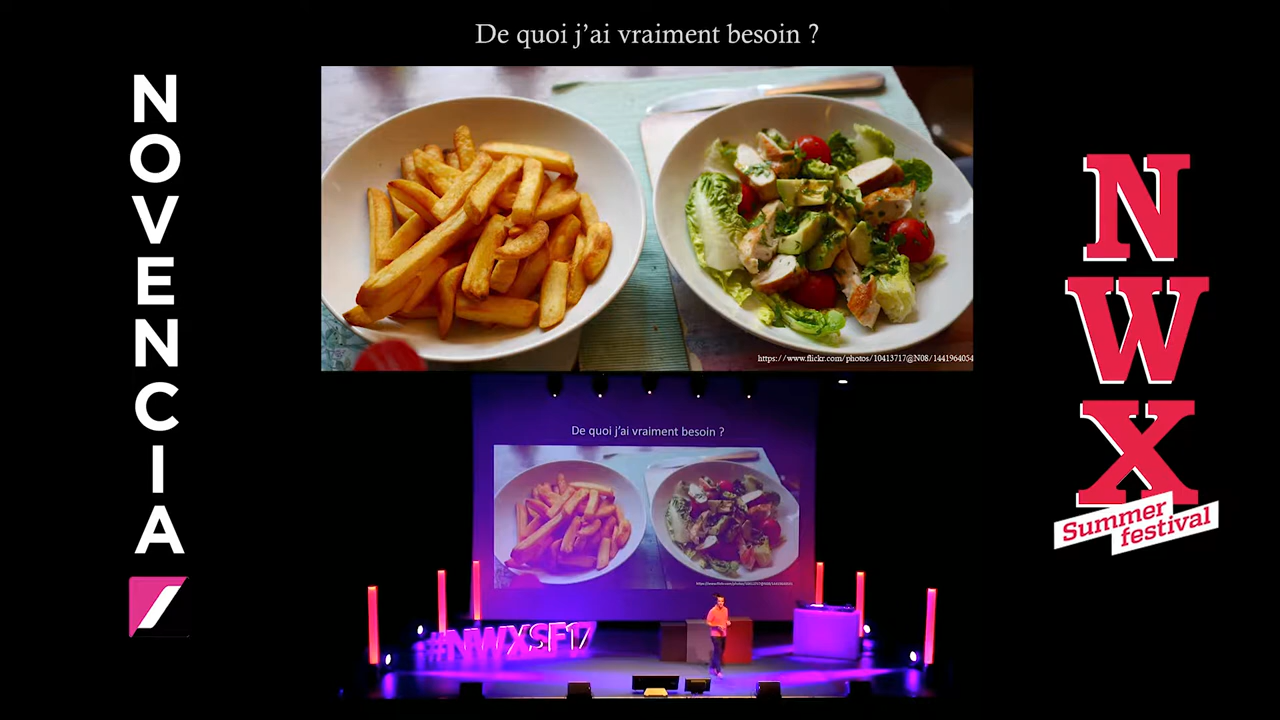 De quoi j'ai vraiment besoin ?
NOVENCIA
https://www.flickr.com/photos/10413717@N08/1441964054
NWX
Summer
festival
De quoi j'ai vraiment besoin ?
#NWXSF17